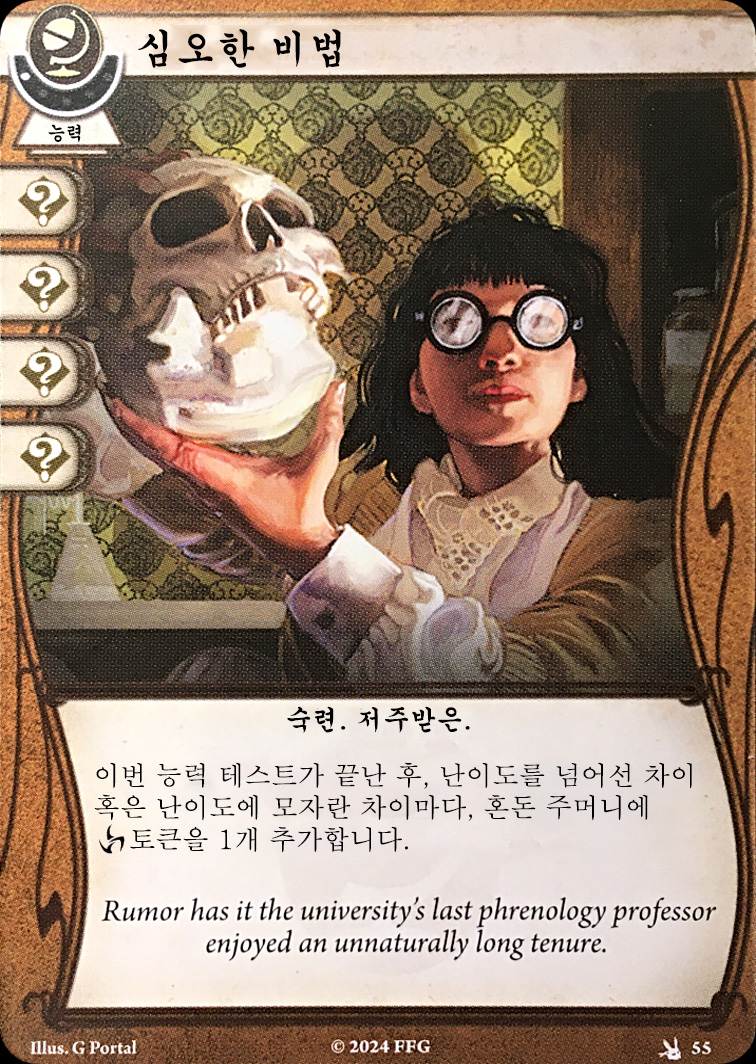 심오한 비법
능력
?
?
?
?
숙련. 저주받은.
이번 능력 테스트가 끝난 후, 난이도를 넘어선 차이
혹은 난이도에 모자란 차이마다, 혼돈 주머니에
토큰을 1개 추가합니다.
Rumor has it the university's last phrenology professor
enjoyed an unnaturally long tenure.
Illus. G Portal
© 2024 FFG
55